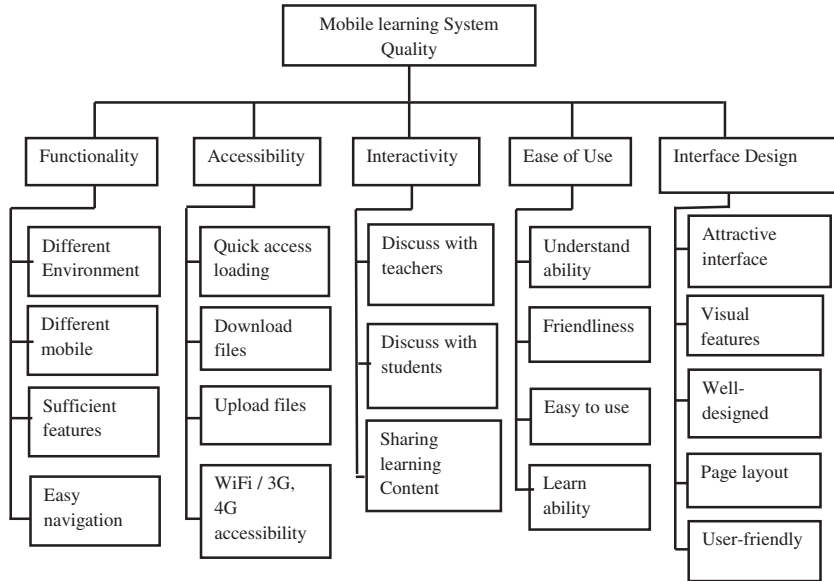 Mobile learning System
Quality
Functionality
Accessibility
Interactivity
Ease of Use
Interface Design
Different
Environment
Different
mobile
Sufficient
features
Easy
navigation
Quick access
loading
Download
files
Upload files
WiFi / 3G,
4G
accessibility
Discuss with
teachers
Discuss with
students
Sharing
learning
Content
Understand
ability
Friendliness
Easy to use
Learn
ability
Attractive
interface
Visual
features
Well-
designed
Page layout
User-friendly